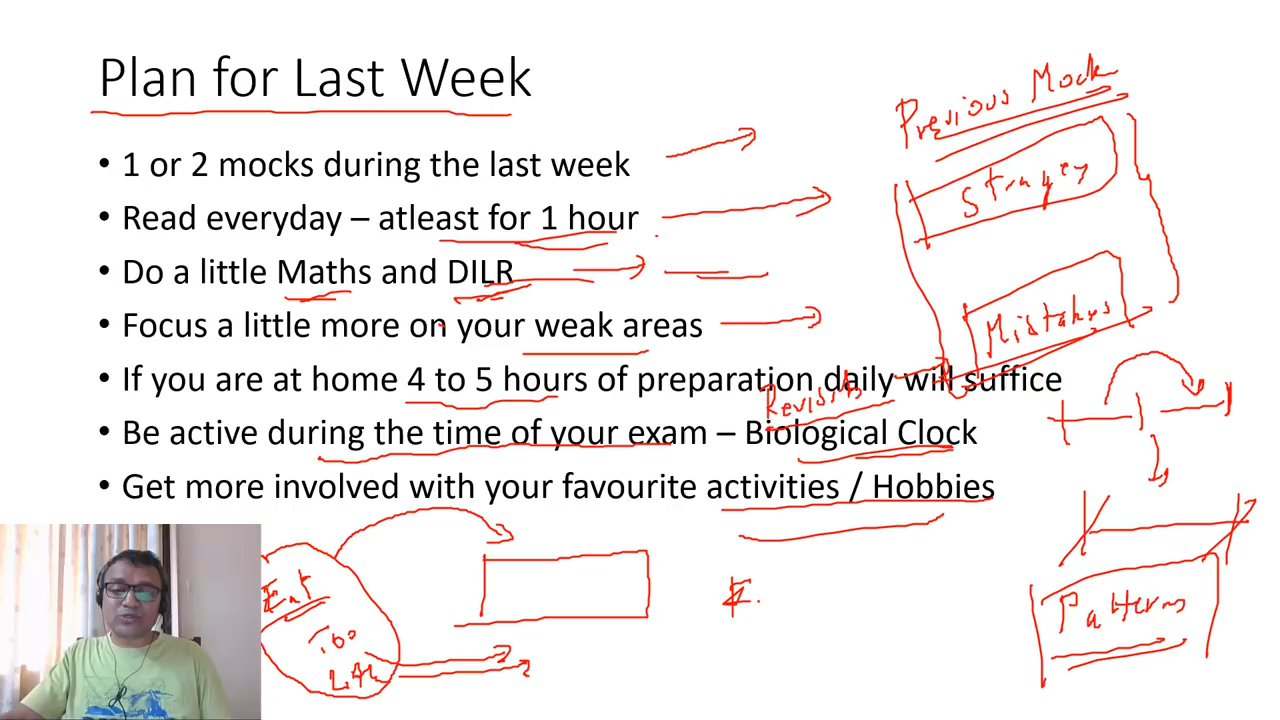 Plan for Last Week
• 1 or 2 mocks during the last week
• Read everyday – atleast for 1 hour
• Do a little Maths and DILR
• Focus a little more on your weak areas
• If you are at home 4 to 5 hours of preparation daily will suffice
• Be active during the time of your exam – Biological Clock
• Get more involved with your favourite activities / Hobbies
Previous Mock
Mistakes
Revisit
Patterns
Eat
Too